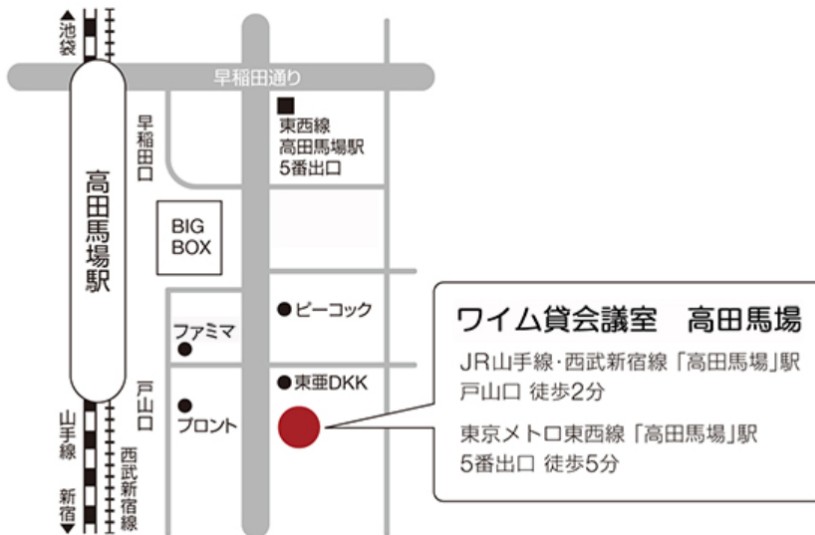 ▲池袋
早稲田通り
早稲田口
東西線
高田馬場駅
5番出口
高田馬場駅
BIG
BOX
ピーコック
ファミマ
東亜DKK
戸山口
プロント
山手線
西武新宿線
新宿▼
ワイム貸会議室 高田馬場
JR山手線・西武新宿線「高田馬場」駅
戸山口 徒歩2分
東京メトロ東西線「高田馬場」駅
5番出口 徒歩5分